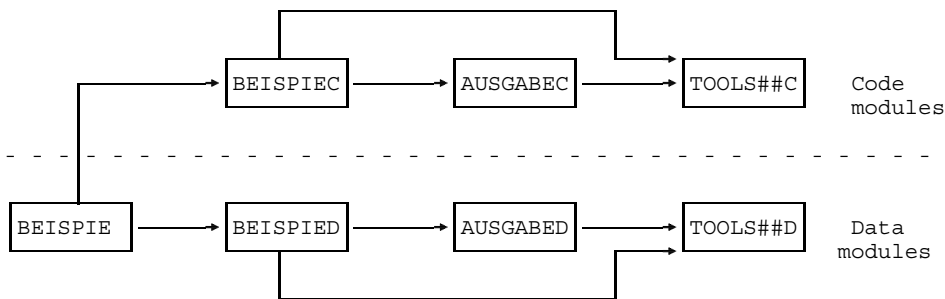 BEISPIEC AUSGABEC TOOLS##C Code
modules
BEISPIE BEISPIED AUSGABED TOOLS##D Data
modules